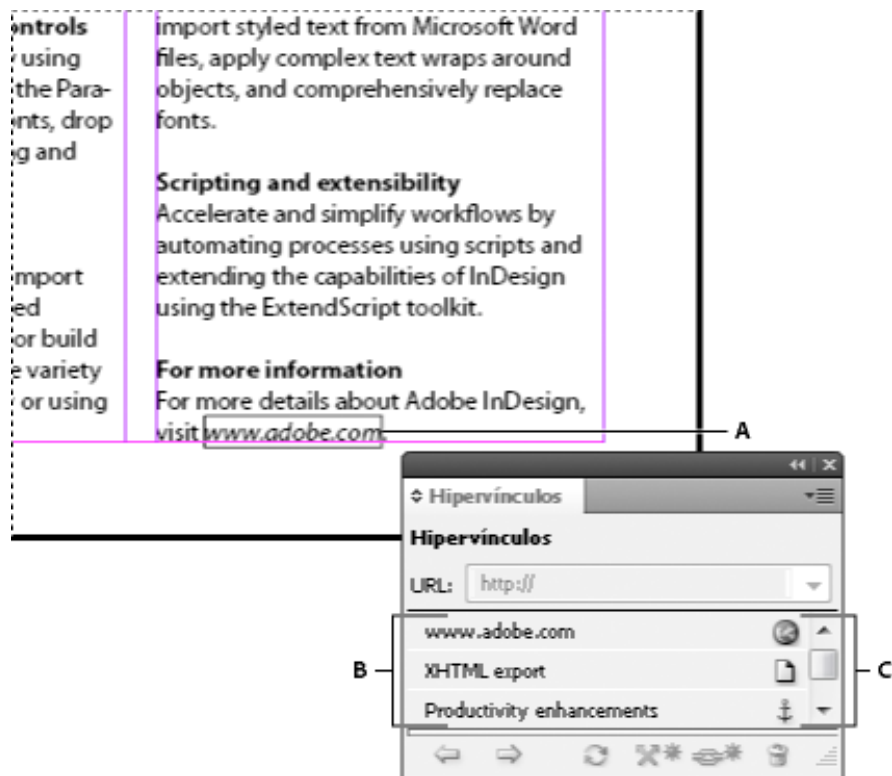 ontrols
using
the Para-
onts, drop
g and
mport
ed
or build
e variety
or using
import styled text from Microsoft Word
files, apply complex text wraps around
objects, and comprehensively replace
fonts.
Scripting and extensibility
Accelerate and simplify workflows by
automating processes using scripts and
extending the capabilities of InDesign
using the ExtendScript toolkit.
For more information
For more details about Adobe InDesign,
visit www.adobe.com.
A
Hipervínculos
Hipervínculos
URL: http://
www.adobe.com
B XHTML export C
Productivity enhancements